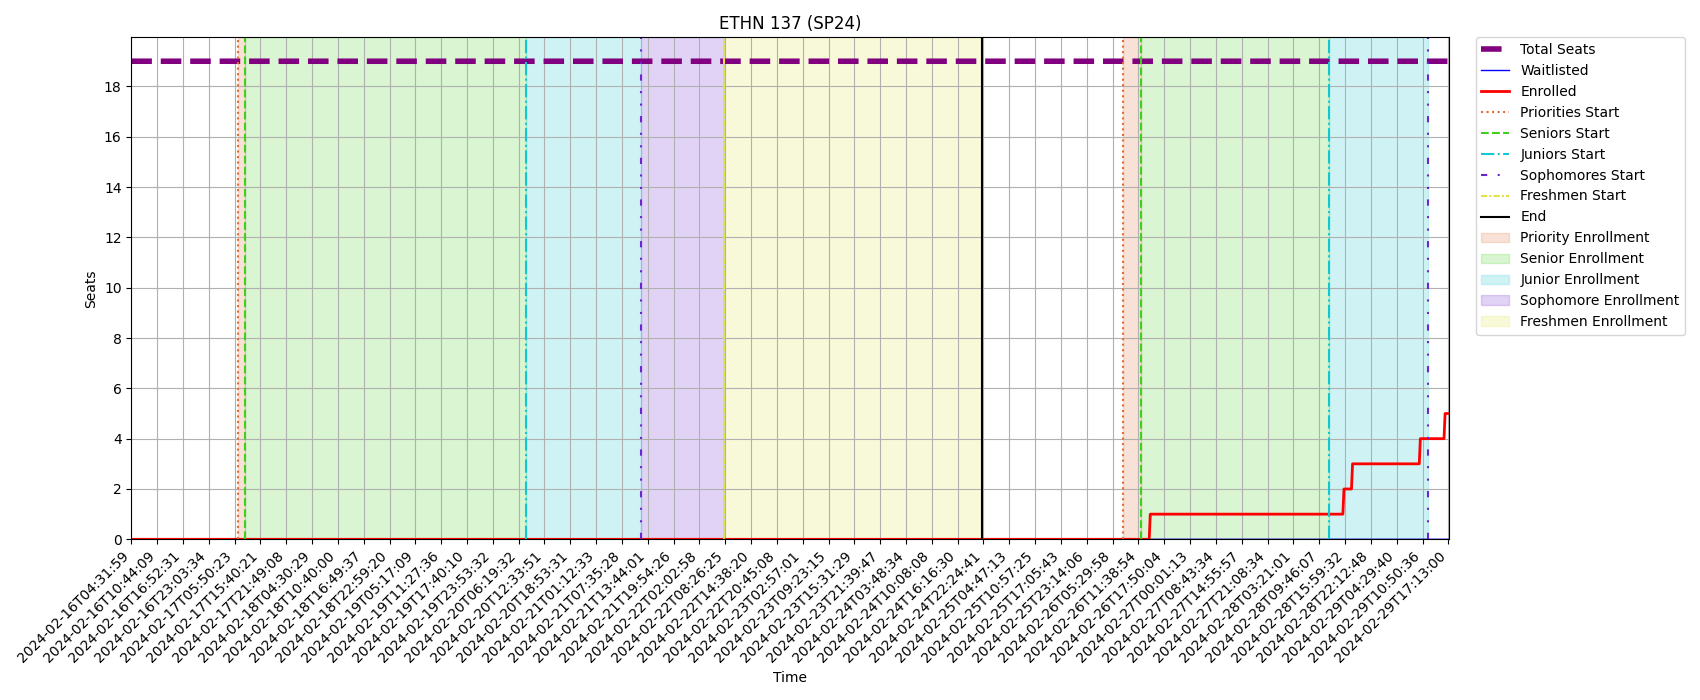 ETHN 137 (SP24)
Seats
18
16
14
12
10
8
6
4
2
0
2024-02-16T04:31:59
2024-02-16T10:44:09
2024-02-16T16:52:31
2024-02-16T23:03:34
2024-02-17T05:50:23
2024-02-17T15:40:21
2024-02-17T21:49:08
2024-02-18T04:30:29
2024-02-18T10:40:00
2024-02-18T16:49:37
2024-02-18T22:59:20
2024-02-19T05:17:09
2024-02-19T11:27:36
2024-02-19T17:40:10
2024-02-19T23:53:32
2024-02-20T06:19:32
2024-02-20T12:33:51
2024-02-20T18:53:31
2024-02-21T01:12:33
2024-02-21T07:35:28
2024-02-21T13:44:01
2024-02-21T19:54:26
2024-02-22T02:02:58
2024-02-22T08:26:25
2024-02-22T14:38:20
2024-02-22T20:45:08
2024-02-23T02:57:01
2024-02-23T09:23:15
2024-02-23T15:31:29
2024-02-23T21:39:47
2024-02-24T03:48:34
2024-02-24T10:08:08
2024-02-24T16:16:30
2024-02-24T22:24:41
2024-02-25T04:47:13
2024-02-25T10:57:25
2024-02-25T17:05:43
2024-02-25T23:14:06
2024-02-26T05:29:58
2024-02-26T11:38:54
2024-02-26T17:50:04
2024-02-27T00:01:13
2024-02-27T08:43:34
2024-02-27T14:55:57
2024-02-27T21:08:34
2024-02-28T03:21:01
2024-02-28T09:46:07
2024-02-28T15:59:32
2024-02-28T22:12:48
2024-02-29T04:29:40
2024-02-29T10:50:36
2024-02-29T17:13:00
Time
Total Seats
Waitlisted
Enrolled
Priorities Start
Seniors Start
Juniors Start
Sophomores Start
Freshmen Start
End
Priority Enrollment
Senior Enrollment
Junior Enrollment
Sophomore Enrollment
Freshmen Enrollment